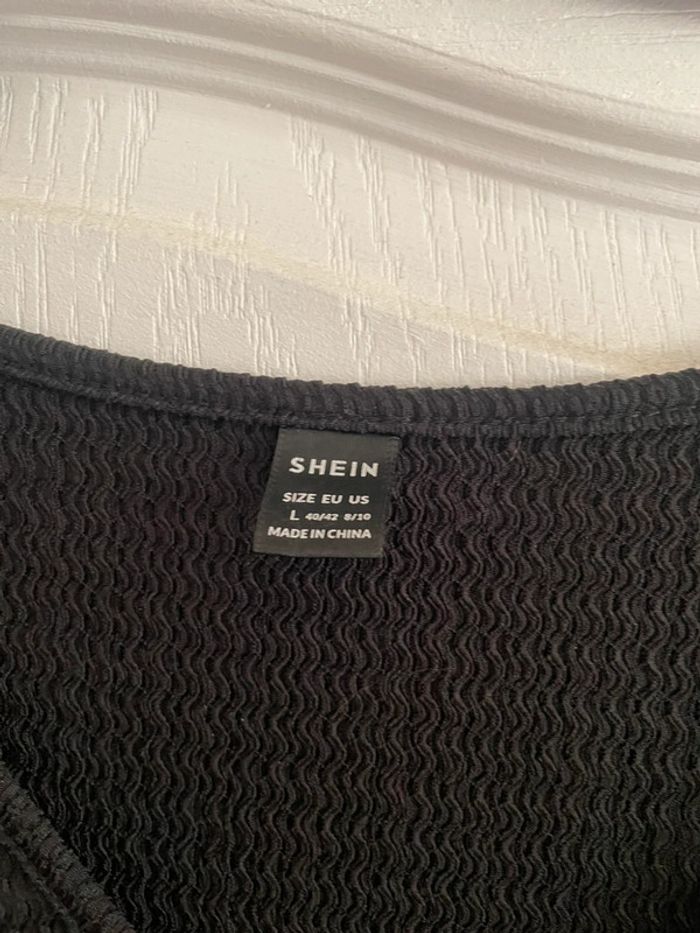 SHEIN
SIZE EU US
L 40/42 8/10
MADE IN CHINA